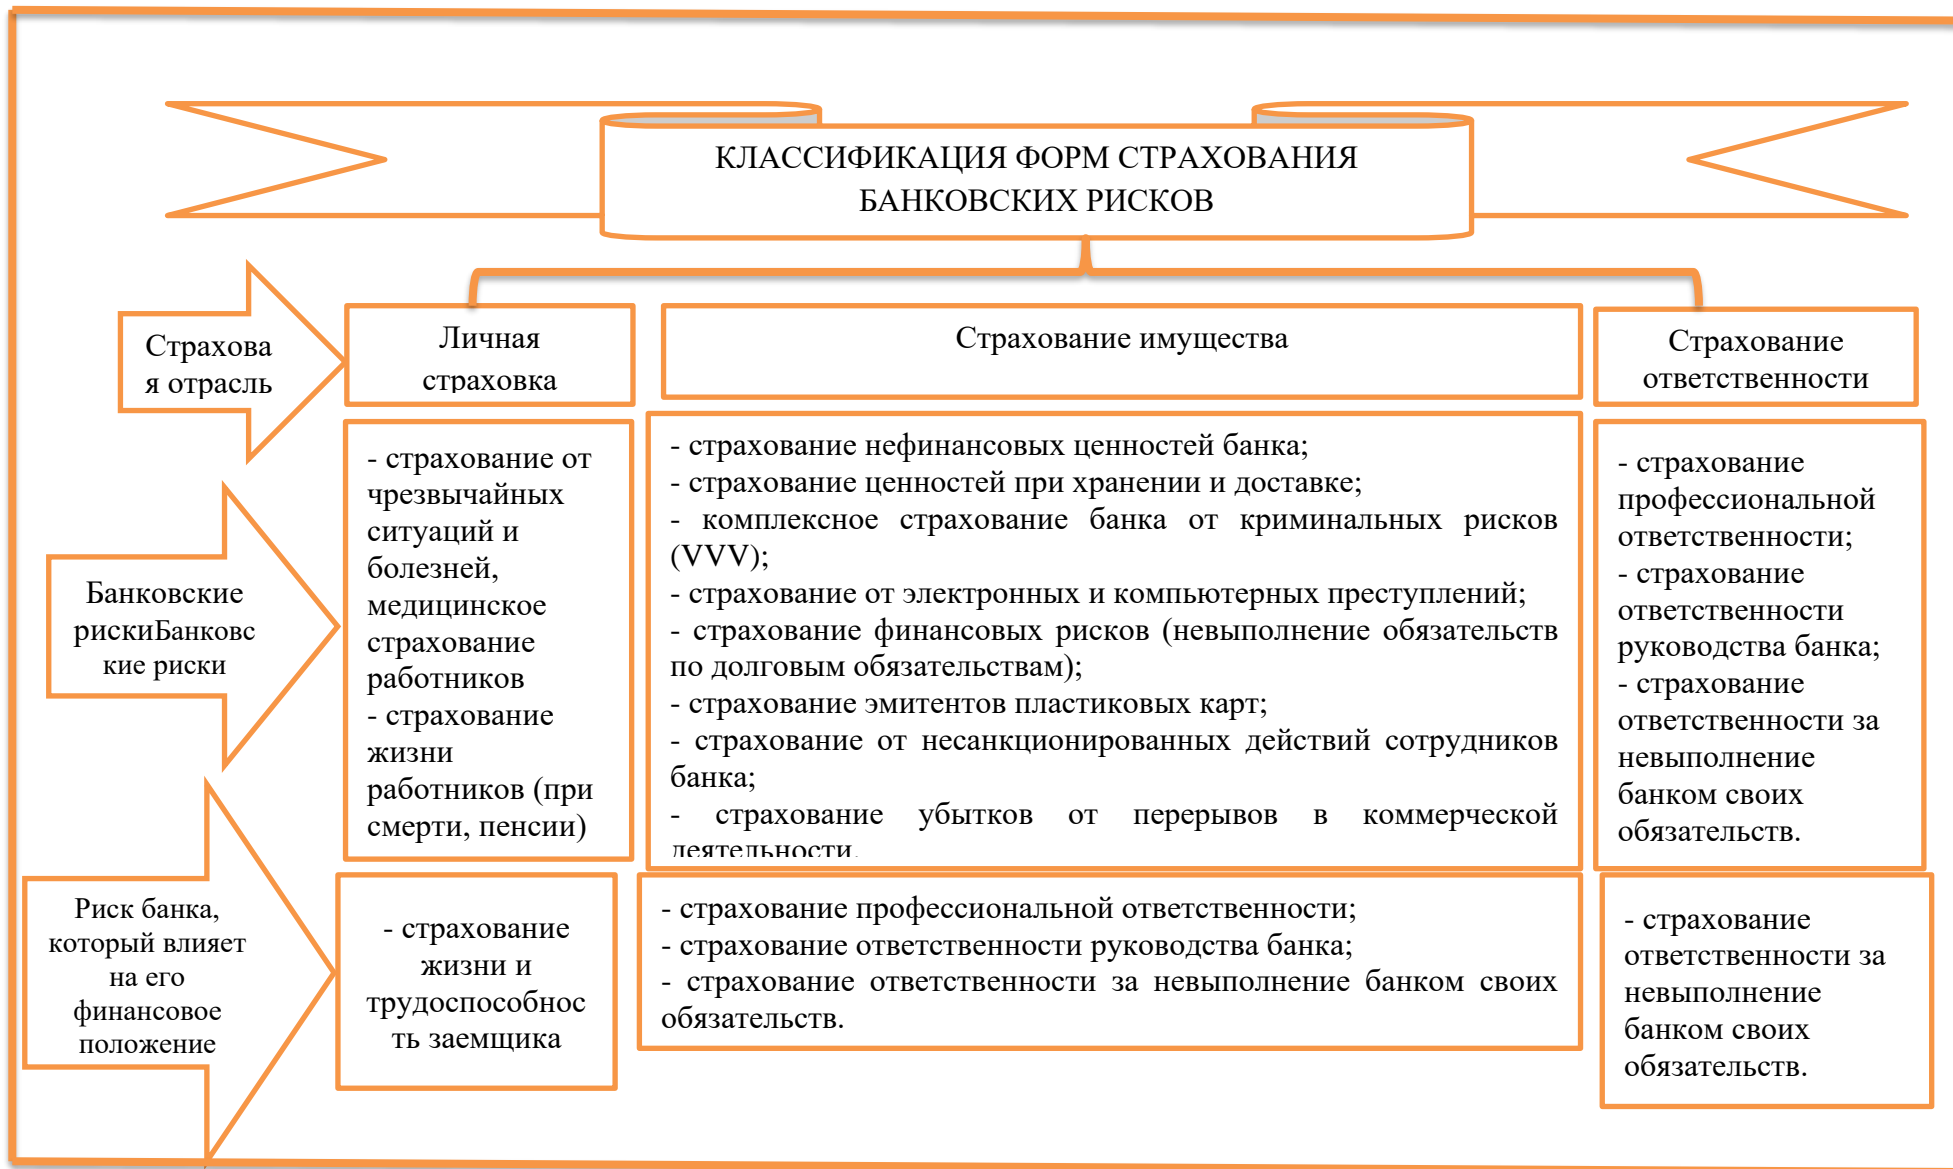 КЛАССИФИКАЦИЯ ФОРМ СТРАХОВАНИЯ
БАНКОВСКИХ РИСКОВ
Страхова
я отрасль
Личная
страховка
Страхование имущества
Страхование
ответственности
Банковские
рискиБанковс
кие риски
- страхование от
чрезвычайных
ситуаций и
болезней,
медицинское
страхование
работников
- страхование
жизни
работников (при
смерти, пенсии)
- страхование нефинансовых ценностей банка;
- страхование ценностей при хранении и доставке;
- комплексное страхование банка от криминальных рисков
(VVV);
- страхование от электронных и компьютерных преступлений;
- страхование финансовых рисков (невыполнение обязательств
по долговым обязательствам);
- страхование эмитентов пластиковых карт;
- страхование от несанкционированных действий сотрудников
банка;
- страхование убытков от перерывов в коммерческой
деятельности.
- страхование
профессиональной
ответственности;
- страхование
ответственности
руководства банка;
- страхование
ответственности за
невыполнение
банком своих
обязательств.
Риск банка,
который влияет
на его
финансовое
положение
- страхование
жизни и
трудоспособнос
ть заемщика
- страхование профессиональной ответственности;
- страхование ответственности руководства банка;
- страхование ответственности за невыполнение банком своих
обязательств.
- страхование
ответственности за
невыполнение
банком своих
обязательств.